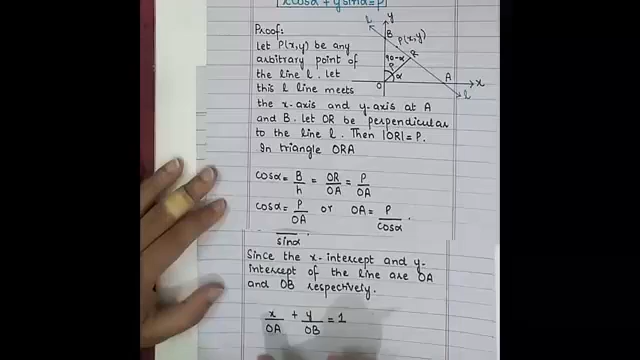 xcosα + ysinα = P
Proof:
Let P(x,y) be any
arbitrary point of
the line l. let
this l line meets
the x-axis and y-axis at A
and B. let OR be perpendicular
to the line l. Then |OR| = P.
In triangle ORA
cosα = B/h = OR/OA = P/OA
cosα = P/OA or OA = P/cosα .
sinα
Since the x-intercept and y-
intercept of the line are OA
and OB respectively.
x/OA + y/OB = 1
l
y
B
P(x,y)
90-α
R
P
α
A
O
x
l